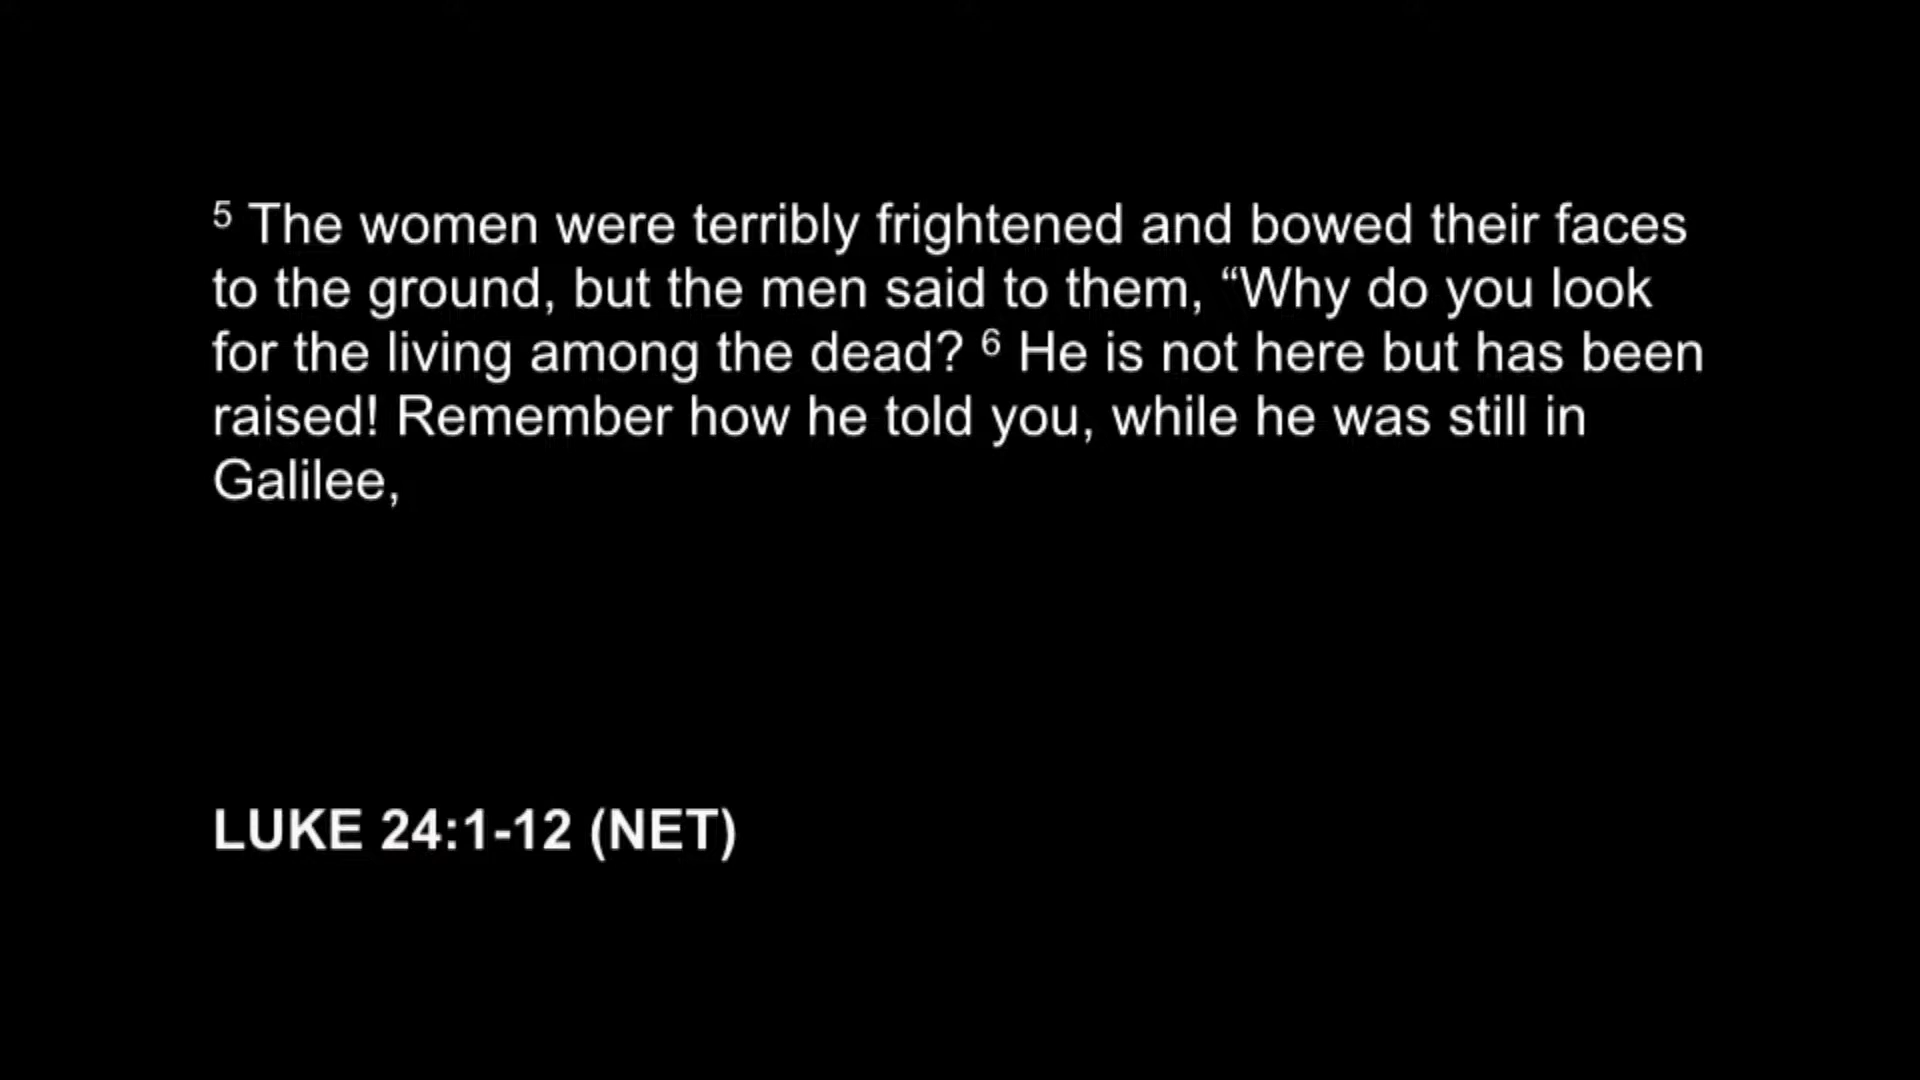 ⁵ The women were terribly frightened and bowed their faces
to the ground, but the men said to them, “Why do you look
for the living among the dead? ⁶ He is not here but has been
raised! Remember how he told you, while he was still in
Galilee,
LUKE 24:1-12 (NET)